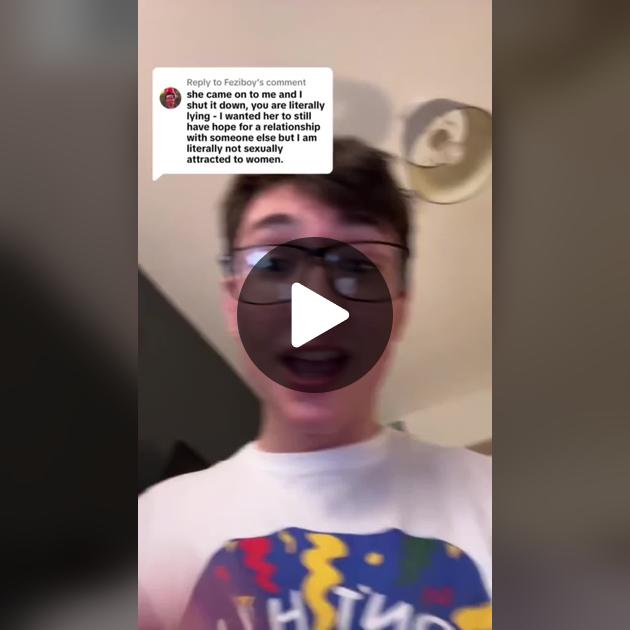 Reply to Feziboy's comment
she came on to me and I
shut it down, you are literally
lying - I wanted her to still
have hope for a relationship
with someone else but I am
literally not sexually
attracted to women.